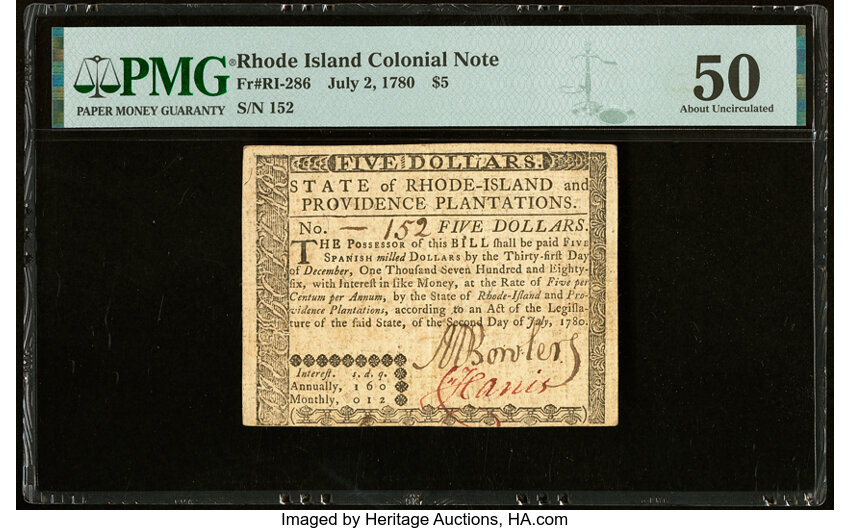 PMG® Rhode Island Colonial Note
Fr#RI-286 July 2, 1780 $5
PAPER MONEY GUARANTY S/N 152
50
About Uncirculated
FIVE DOLLARS.
STATE of RHODE-ISLAND and
PROVIDENCE PLANTATIONS.
No. — 152 FIVE DOLLARS.
THE POSSESSOR of this BILL ſhall be paid FIVE
SPANISH milled DOLLARS by the Thirty-firſt Day
of December, One Thouſand Seven Hundred and Eighty-
ſix, with Intereſt in like Money, at the Rate of Five per
Centum per Annum, by the State of Rhode-Iſland and Pro-
vidence Plantations, according to an Act of the Legiſla-
ture of the ſaid State, of the Second Day of July, 1780.
Bowlers
Intereſt. s. d. q.
Harris
Annually, 1 6 0
Monthly, 0 1 2
Imaged by Heritage Auctions, HA.com